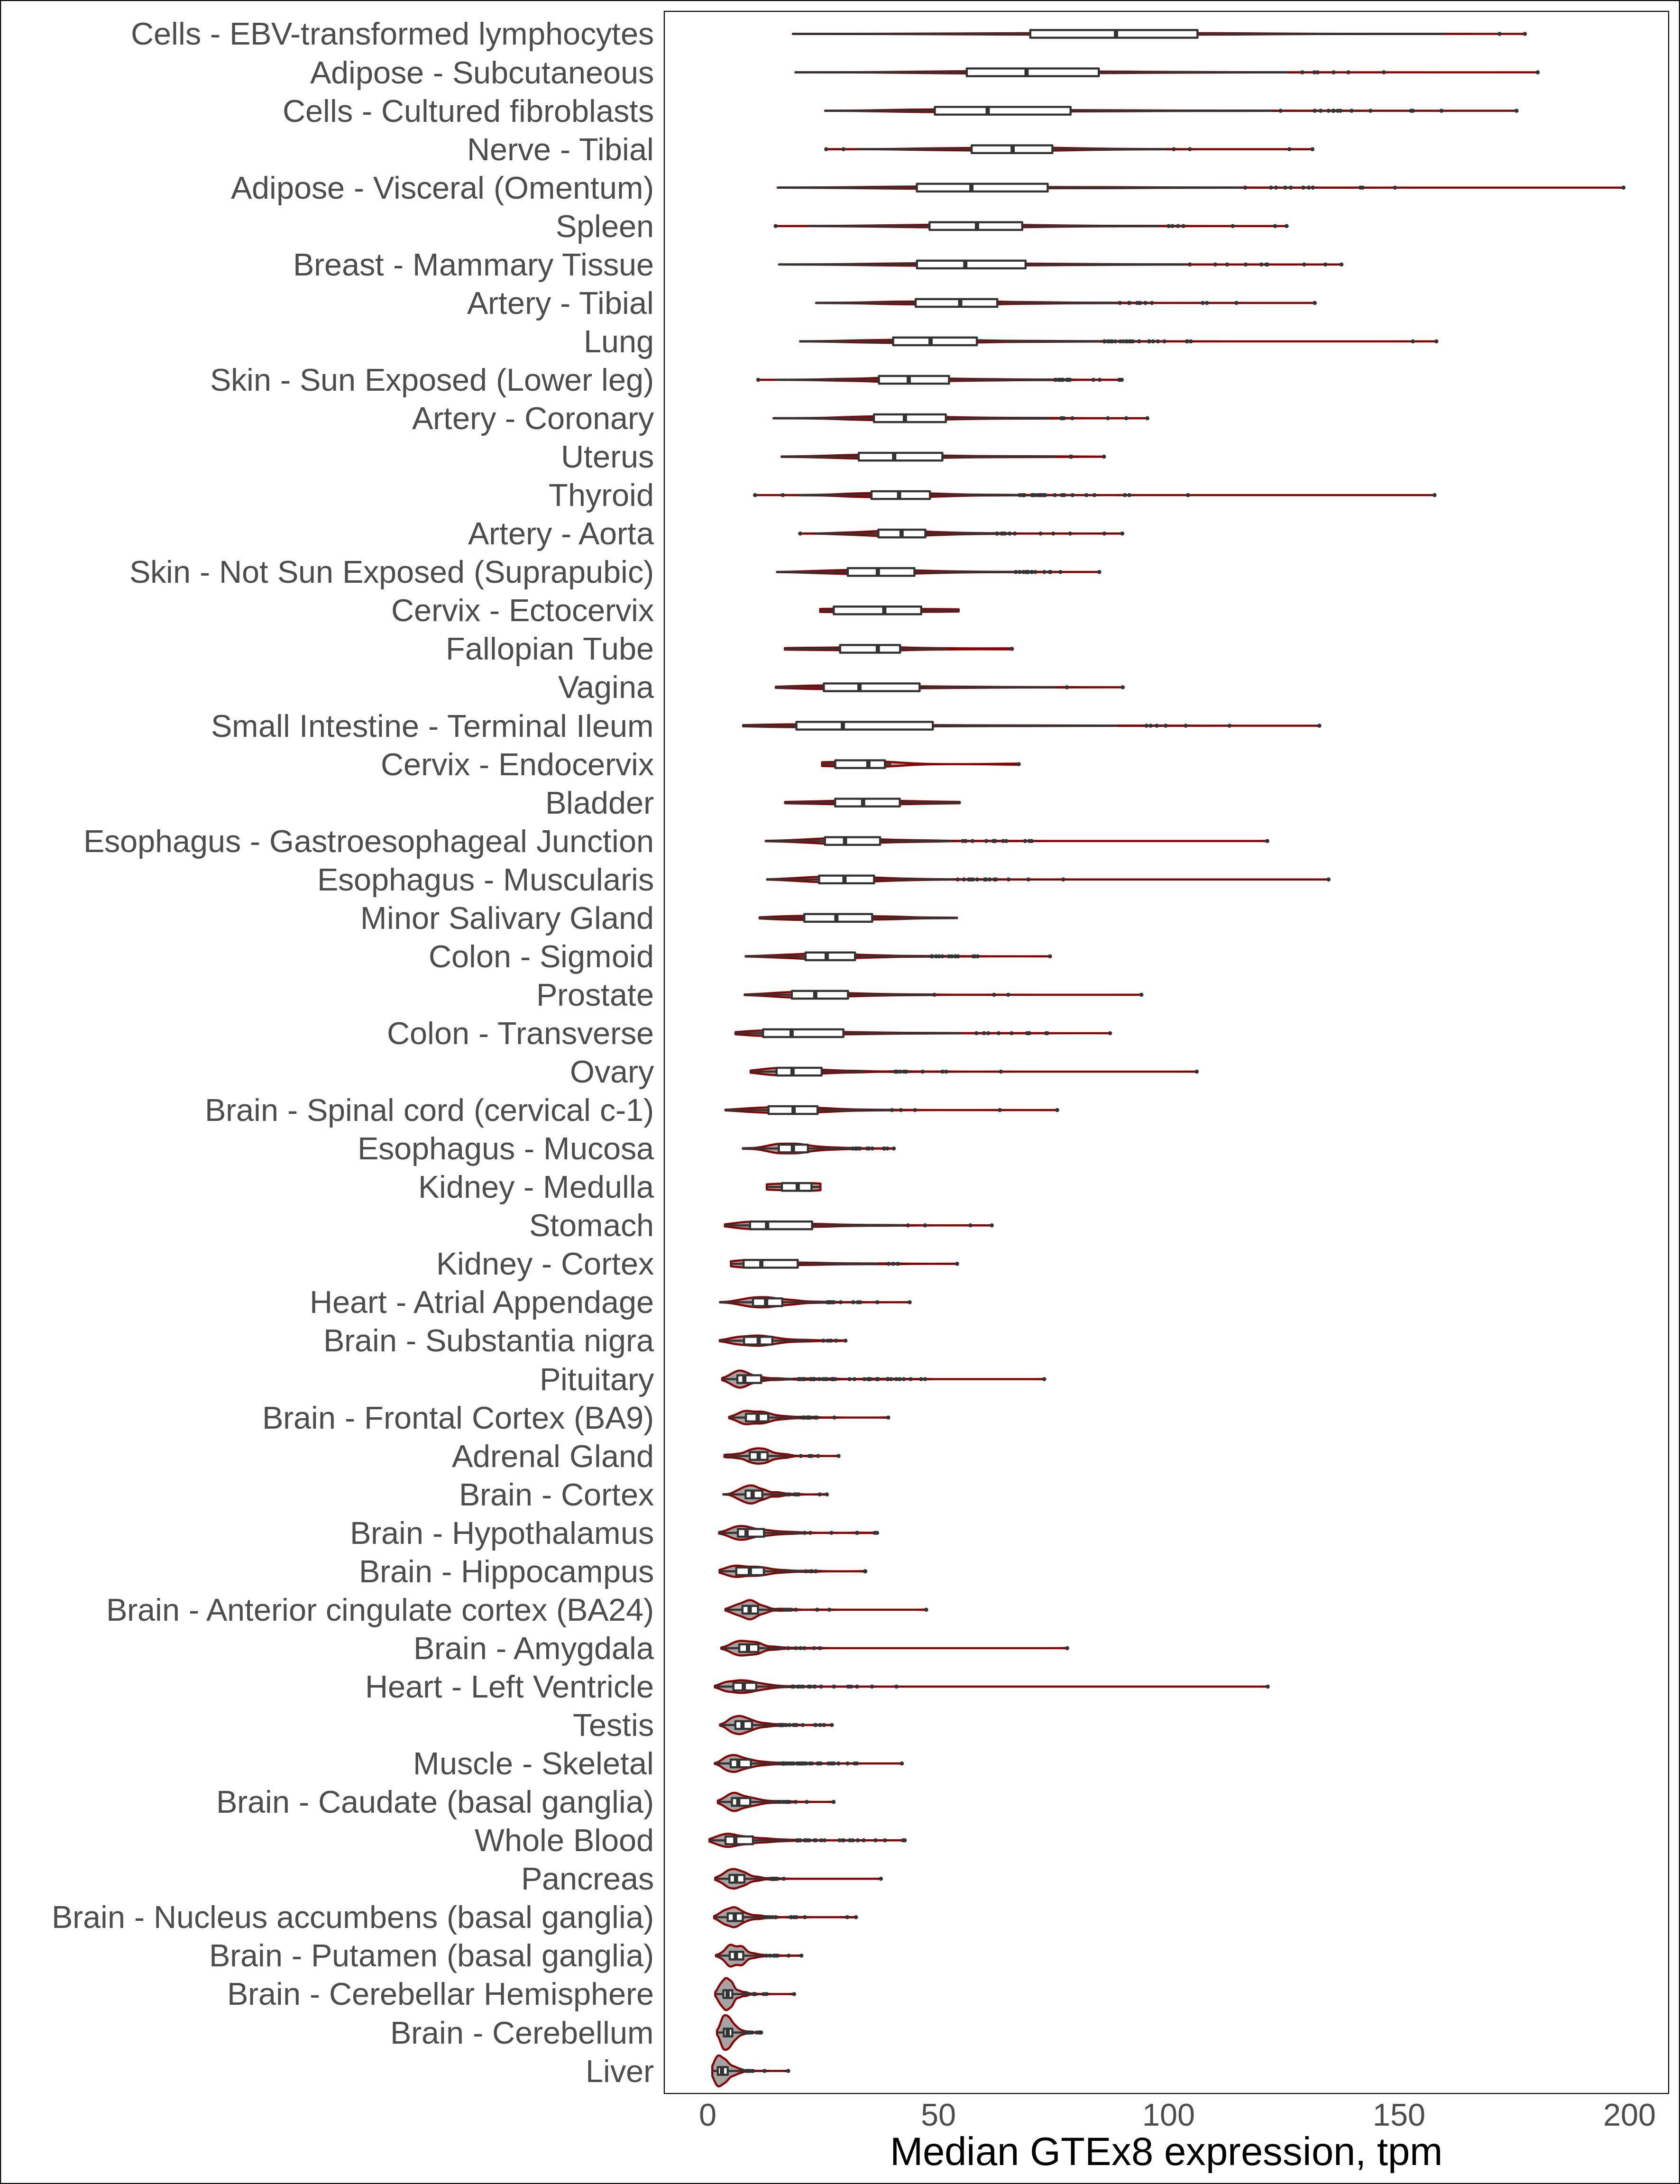 Cells - EBV-transformed lymphocytes
Adipose - Subcutaneous
Cells - Cultured fibroblasts
Nerve - Tibial
Adipose - Visceral (Omentum)
Spleen
Breast - Mammary Tissue
Artery - Tibial
Lung
Skin - Sun Exposed (Lower leg)
Artery - Coronary
Uterus
Thyroid
Artery - Aorta
Skin - Not Sun Exposed (Suprapubic)
Cervix - Ectocervix
Fallopian Tube
Vagina
Small Intestine - Terminal Ileum
Cervix - Endocervix
Bladder
Esophagus - Gastroesophageal Junction
Esophagus - Muscularis
Minor Salivary Gland
Colon - Sigmoid
Prostate
Colon - Transverse
Ovary
Brain - Spinal cord (cervical c-1)
Esophagus - Mucosa
Kidney - Medulla
Stomach
Kidney - Cortex
Heart - Atrial Appendage
Brain - Substantia nigra
Pituitary
Brain - Frontal Cortex (BA9)
Adrenal Gland
Brain - Cortex
Brain - Hypothalamus
Brain - Hippocampus
Brain - Anterior cingulate cortex (BA24)
Brain - Amygdala
Heart - Left Ventricle
Testis
Muscle - Skeletal
Brain - Caudate (basal ganglia)
Whole Blood
Pancreas
Brain - Nucleus accumbens (basal ganglia)
Brain - Putamen (basal ganglia)
Brain - Cerebellar Hemisphere
Brain - Cerebellum
Liver
0 50 100 150 200
Median GTEx8 expression, tpm